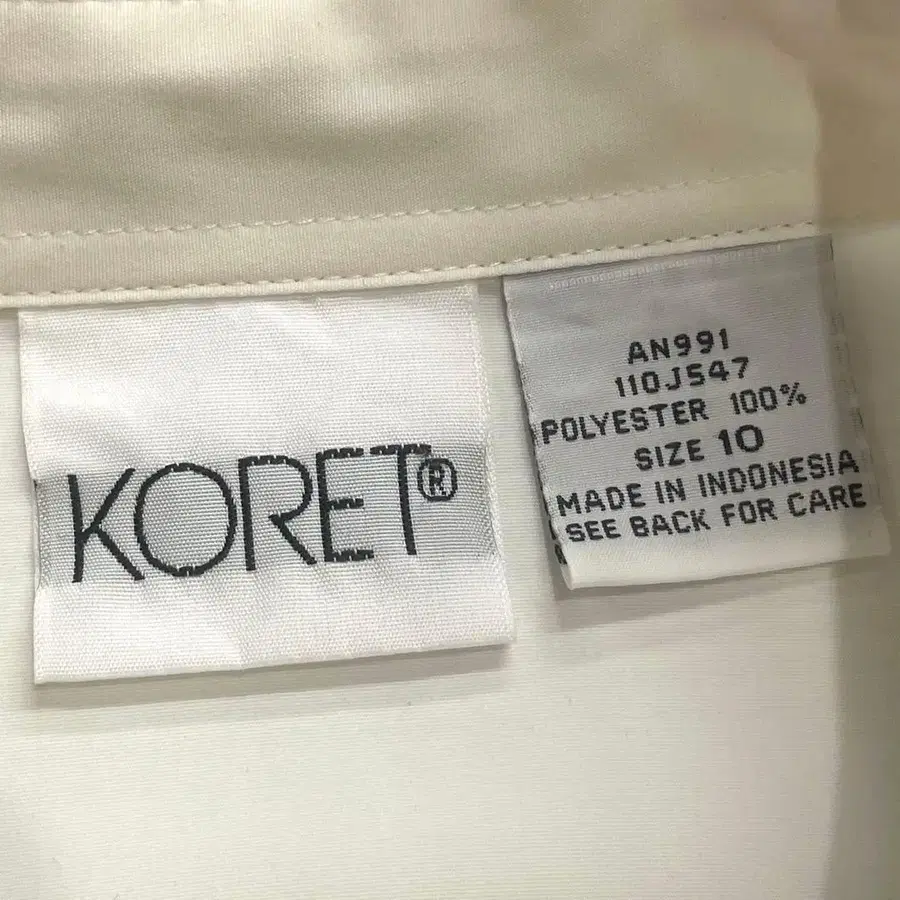 KORET®
AN991
110J547
POLYESTER 100%
SIZE 10
MADE IN INDONESIA
SEE BACK FOR CARE